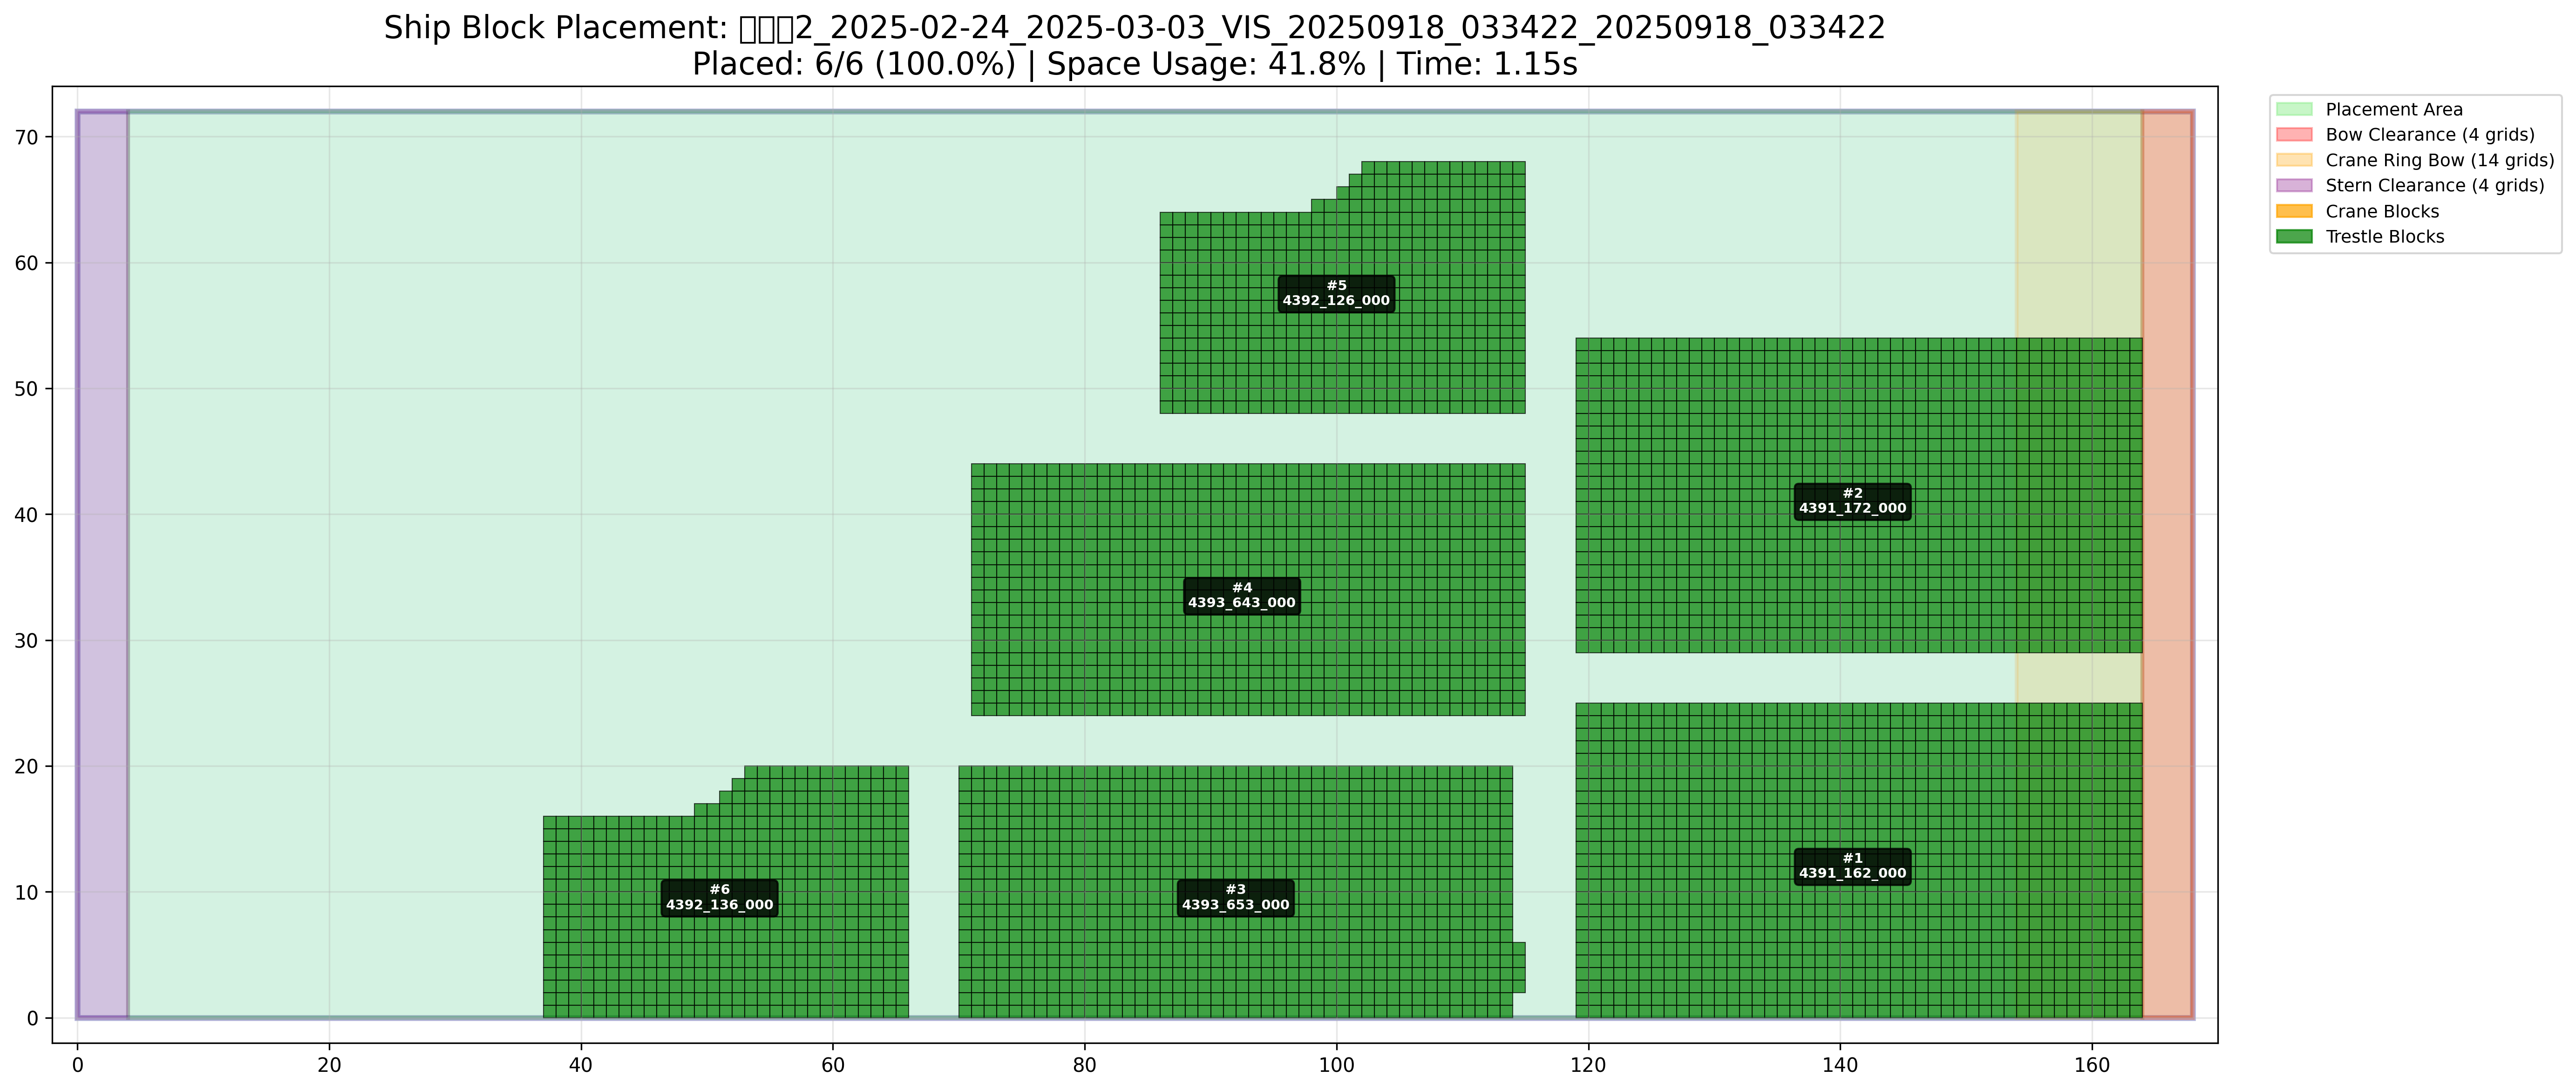 Ship Block Placement: □□□2_2025-02-24_2025-03-03_VIS_20250918_033422_20250918_033422
Placed: 6/6 (100.0%) | Space Usage: 41.8% | Time: 1.15s
Placement Area
Bow Clearance (4 grids)
Crane Ring Bow (14 grids)
Stern Clearance (4 grids)
Crane Blocks
Trestle Blocks
70
60
50
40
30
20
10
0
#5
4392_126_000
#2
4391_172_000
#4
4393_643_000
#1
4391_162_000
#6
4392_136_000
#3
4393_653_000
0 20 40 60 80 100 120 140 160